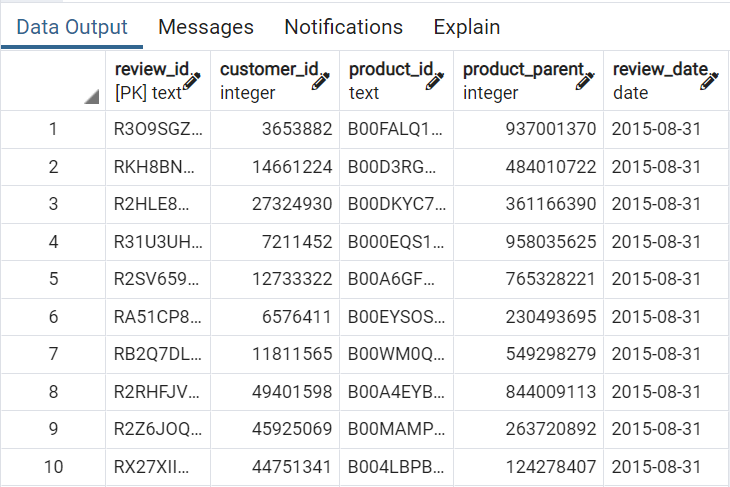 Data Output Messages Notifications Explain
review_id customer_id product_id product_parent review_date
[PK] text integer text integer date
1 R3O9SGZ... 3653882 B00FALQ1... 937001370 2015-08-31
2 RKH8BN... 14661224 B00D3RG... 484010722 2015-08-31
3 R2HLE8... 27324930 B00DKYC7... 361166390 2015-08-31
4 R31U3UH... 7211452 B000EQS1... 958035625 2015-08-31
5 R2SV659... 12733322 B00A6GF... 765328221 2015-08-31
6 RA51CP8... 6576411 B00EYSOS... 230493695 2015-08-31
7 RB2Q7DL... 11811565 B00WM0Q... 549298279 2015-08-31
8 R2RHFJV... 49401598 B00A4EYB... 844009113 2015-08-31
9 R2Z6JOQ... 45925069 B00MAMP... 263720892 2015-08-31
10 RX27XII... 44751341 B004LBPB... 124278407 2015-08-31